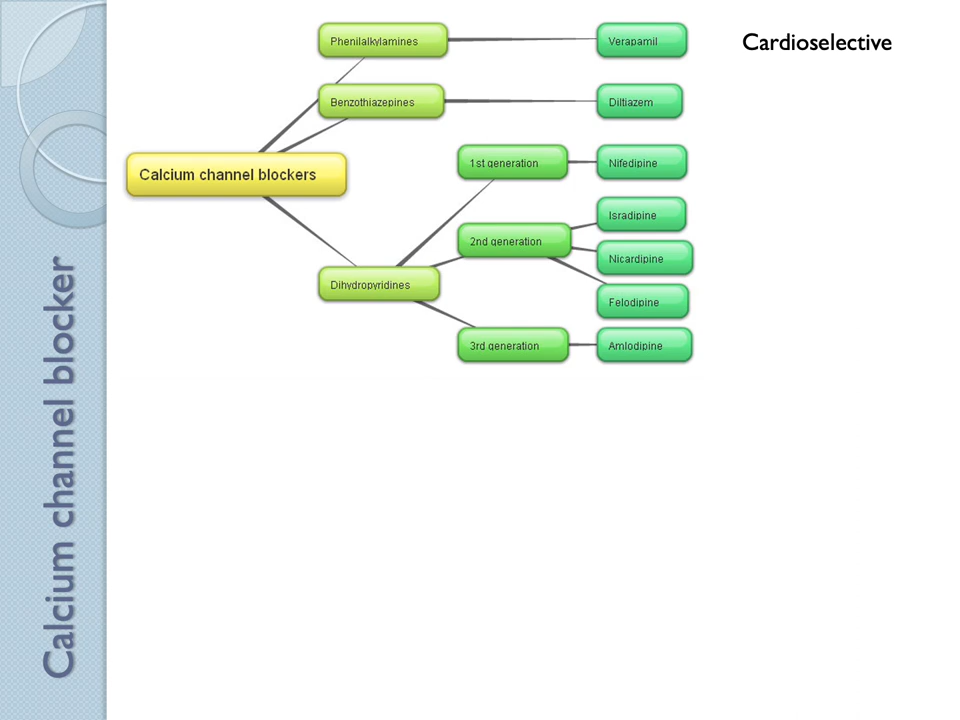 Calcium channel blocker
Phenilalkylamines
Verapamil
Cardioselective
Benzothiazepines
Diltiazem
Calcium channel blockers
1st generation
Nifedipine
2nd generation
Isradipine
Nicardipine
Felodipine
Dihydropyridines
3rd generation
Amlodipine